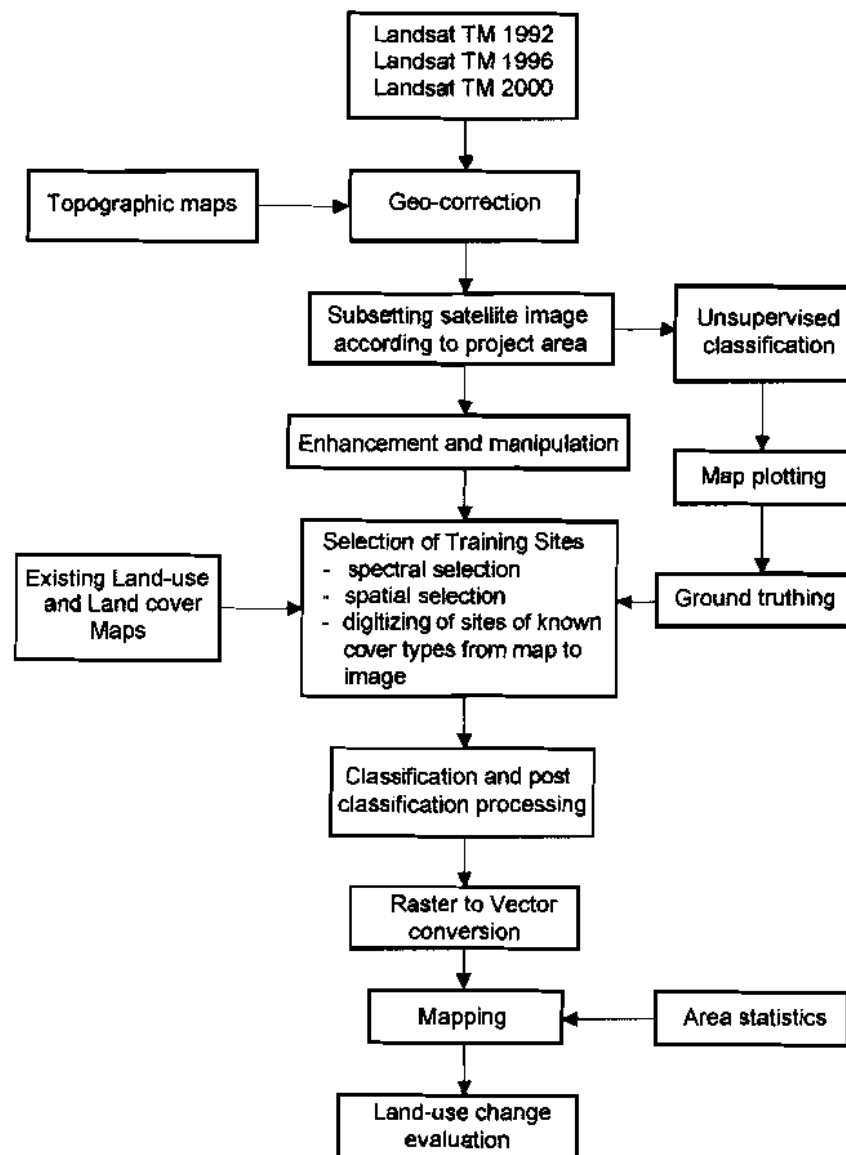 Landsat TM 1992
Landsat TM 1996
Landsat TM 2000
Topographic maps
Geo-correction
Subsetting satellite image
according to project area
Unsupervised
classification
Enhancement and manipulation
Map plotting
Existing Land-use
and Land cover
Maps
Selection of Training Sites
- spectral selection
- spatial selection
- digitizing of sites of known
cover types from map to
image
Ground truthing
Classification and post
classification processing
Raster to Vector
conversion
Mapping
Area statistics
Land-use change
evaluation